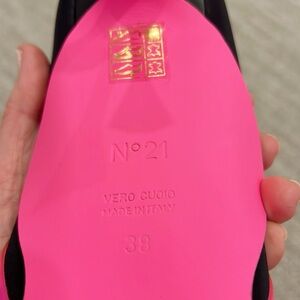 N° 21
VERO CUOIO
MADE IN ITALY
38